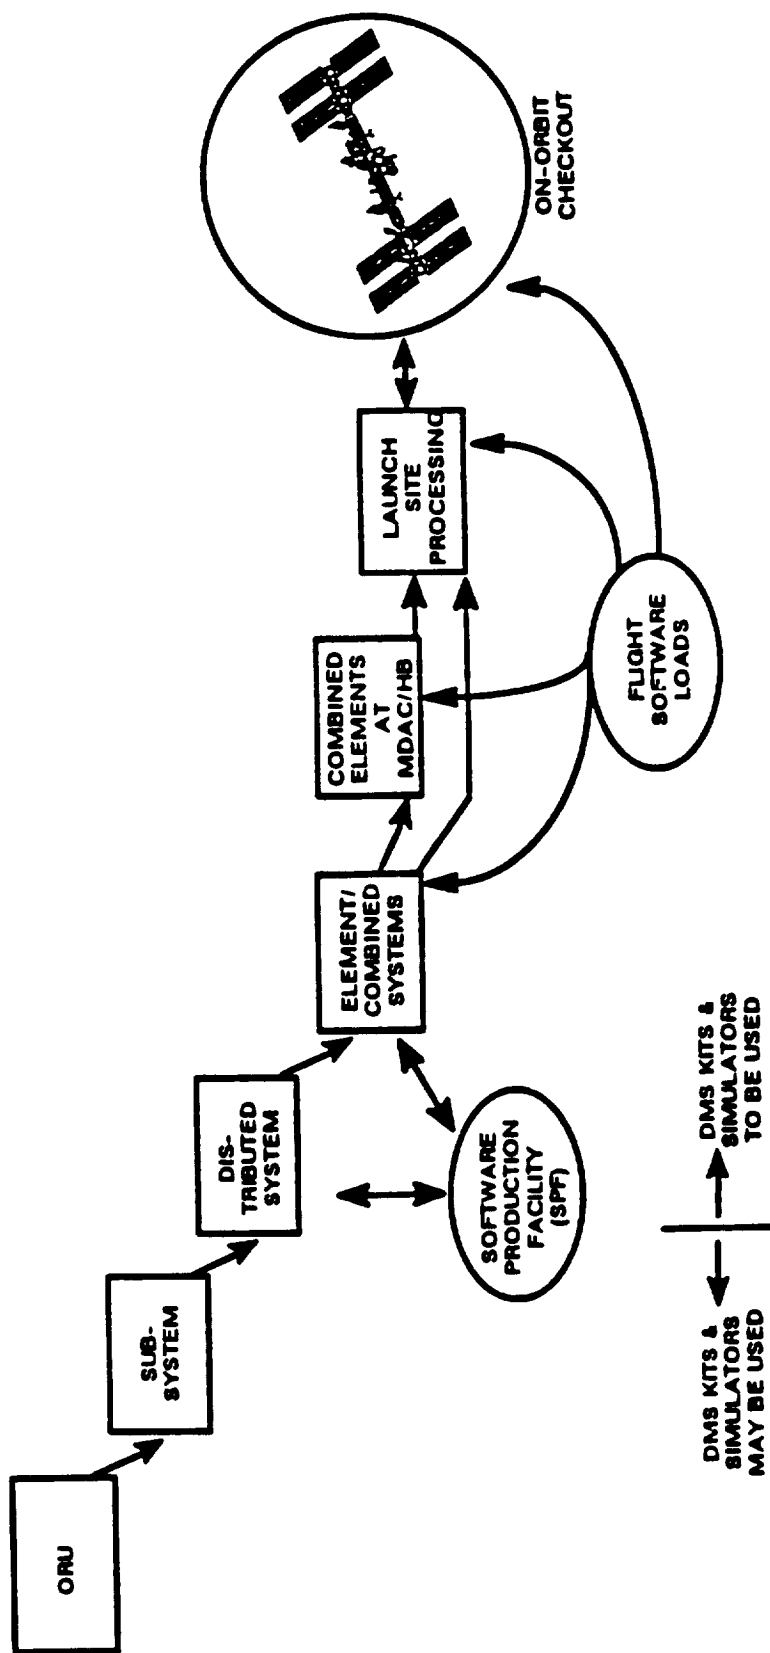 ORU
SUB-
SYSTEM
DIS-
TRIBUTED
SYSTEM
ELEMENT/
COMBINED
SYSTEMS
COMBINED
ELEMENTS
AT
MDAC/HB
LAUNCH
SITE
PROCESSING
ON-ORBIT
CHECKOUT
SOFTWARE
PRODUCTION
FACILITY
(SPF)
FLIGHT
SOFTWARE
LOADS
DMS KITS &
SIMULATORS
MAY BE USED
DMS KITS &
SIMULATORS
TO BE USED